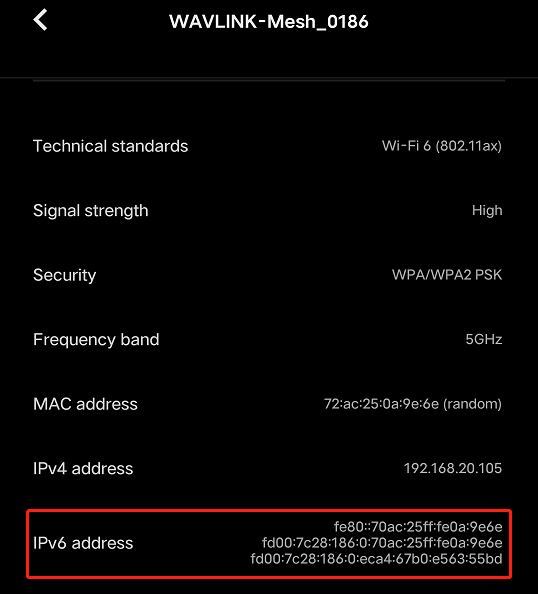 WAVLINK-Mesh_0186
Technical standards Wi-Fi 6 (802.11ax)
Signal strength High
Security WPA/WPA2 PSK
Frequency band 5GHz
MAC address 72:ac:25:0a:9e:6e (random)
IPv4 address 192.168.20.105
IPv6 address fe80::70ac:25ff:fe0a:9e6e
fd00:7c28:186:0:70ac:25ff:fe0a:9e6e
fd00:7c28:186:0:eca4:67b0:e563:55bd